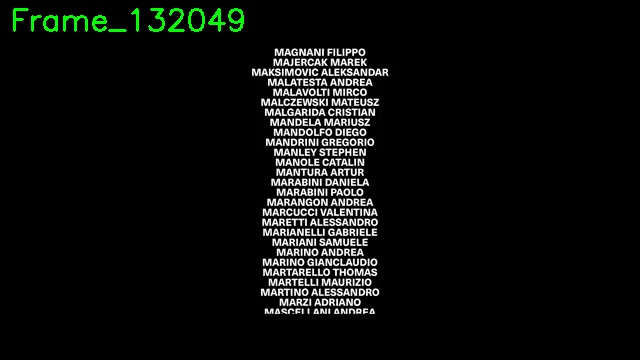 Frame_132049
MAGNANI FILIPPO
MAJERCAK MAREK
MAKSIMOVIC ALEKSANDAR
MALATESTA ANDREA
MALAVOLTI MIRCO
MALCZEWSKI MATEUSZ
MALGARIDA CRISTIAN
MANDELA MARIUSZ
MANDOLFO DIEGO
MANDRINI GREGORIO
MANLEY STEPHEN
MANOLE CATALIN
MANTURA ARTUR
MARABINI DANIELA
MARABINI PAOLO
MARANGON ANDREA
MARCUCCI VALENTINA
MARETTI ALESSANDRO
MARIANELLI GABRIELE
MARIANI SAMUELE
MARINO ANDREA
MARINO GIANCLAUDIO
MARTARELLO THOMAS
MARTELLI MAURIZIO
MARTINO ALESSANDRO
MARZI ADRIANO
MASCELLANI ANDREA